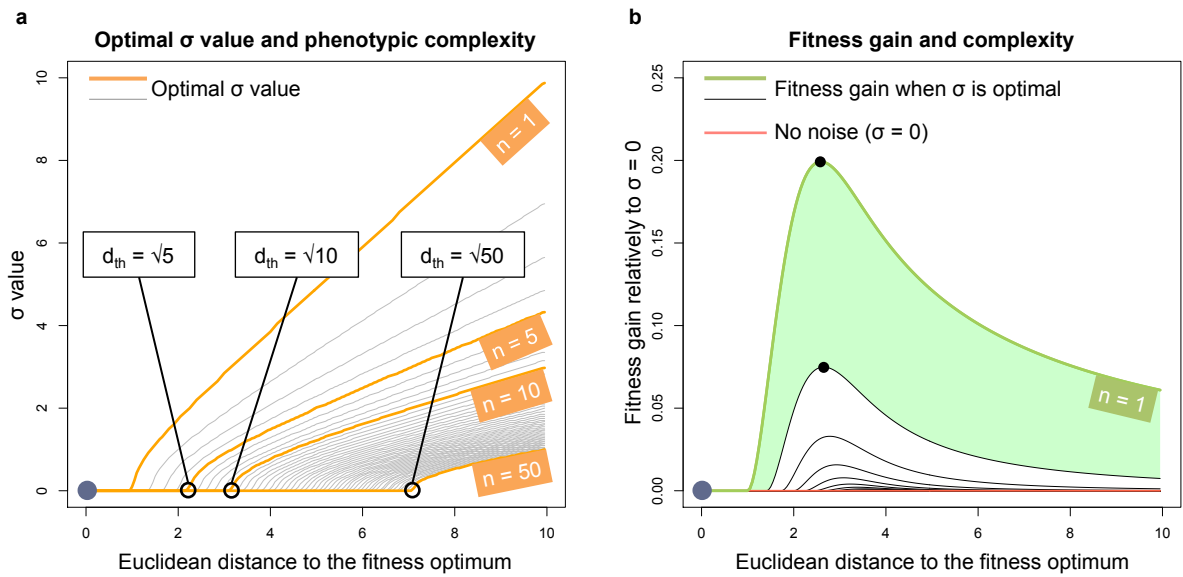 a
Optimal σ value and phenotypic complexity
Optimal σ value
n = 1
n = 5
n = 10
n = 50
dth = √5
dth = √10
dth = √50
σ value
0
2
4
6
8
10
0
2
4
6
8
10
Euclidean distance to the fitness optimum
b
Fitness gain and complexity
Fitness gain when σ is optimal
No noise (σ = 0)
n = 1
Fitness gain relatively to σ = 0
0.00
0.05
0.10
0.15
0.20
0.25
0
2
4
6
8
10
Euclidean distance to the fitness optimum